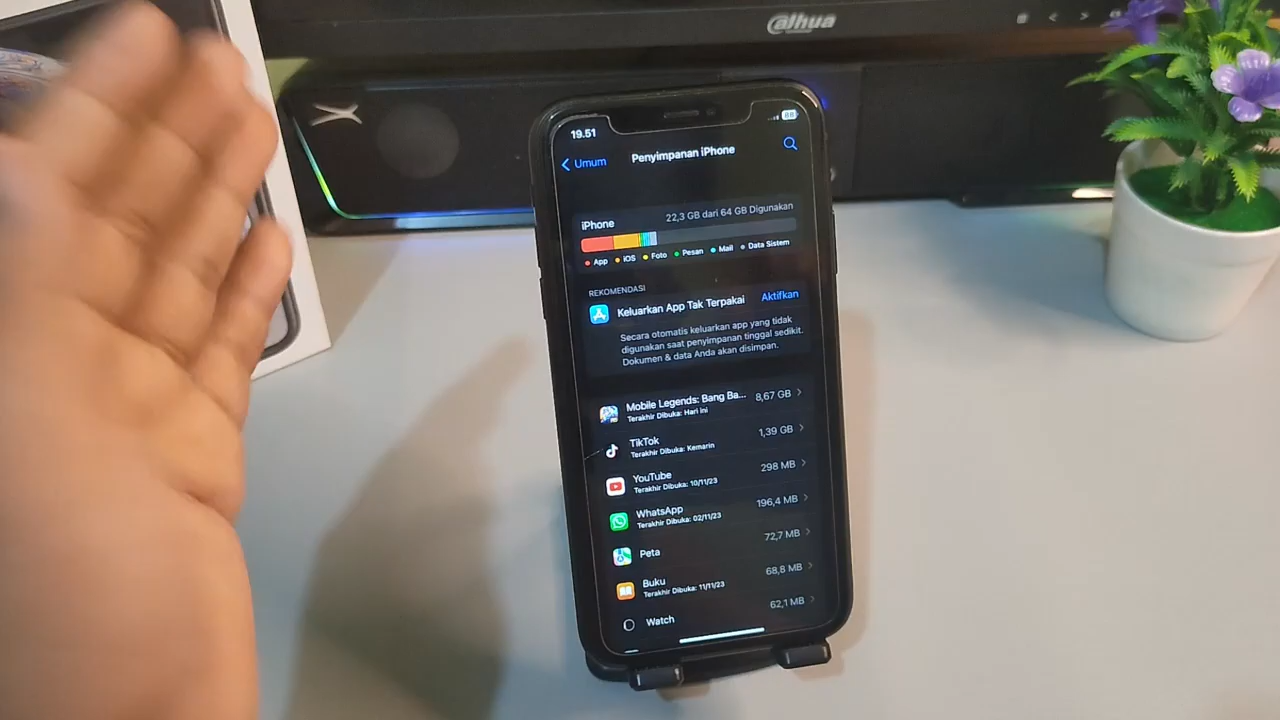 alhua
19.51
88
Umum
Penyimpanan iPhone
iPhone
22,3 GB dari 64 GB Digunakan
App
iOS
Foto
Pesan
Mail
Data Sistem
REKOMENDASI
Keluarkan App Tak Terpakai
Aktifkan
Secara otomatis keluarkan app yang tidak
digunakan saat penyimpanan tinggal sedikit.
Dokumen & data Anda akan disimpan.
Mobile Legends: Bang Ba...
8,67 GB
Terakhir Dibuka: Hari ini
TikTok
1,39 GB
Terakhir Dibuka: Kemarin
YouTube
298 MB
Terakhir Dibuka: 10/11/23
WhatsApp
196,4 MB
Terakhir Dibuka: 02/11/23
Peta
72,7 MB
Buku
68,8 MB
Terakhir Dibuka: 11/11/23
Watch
62,1 MB